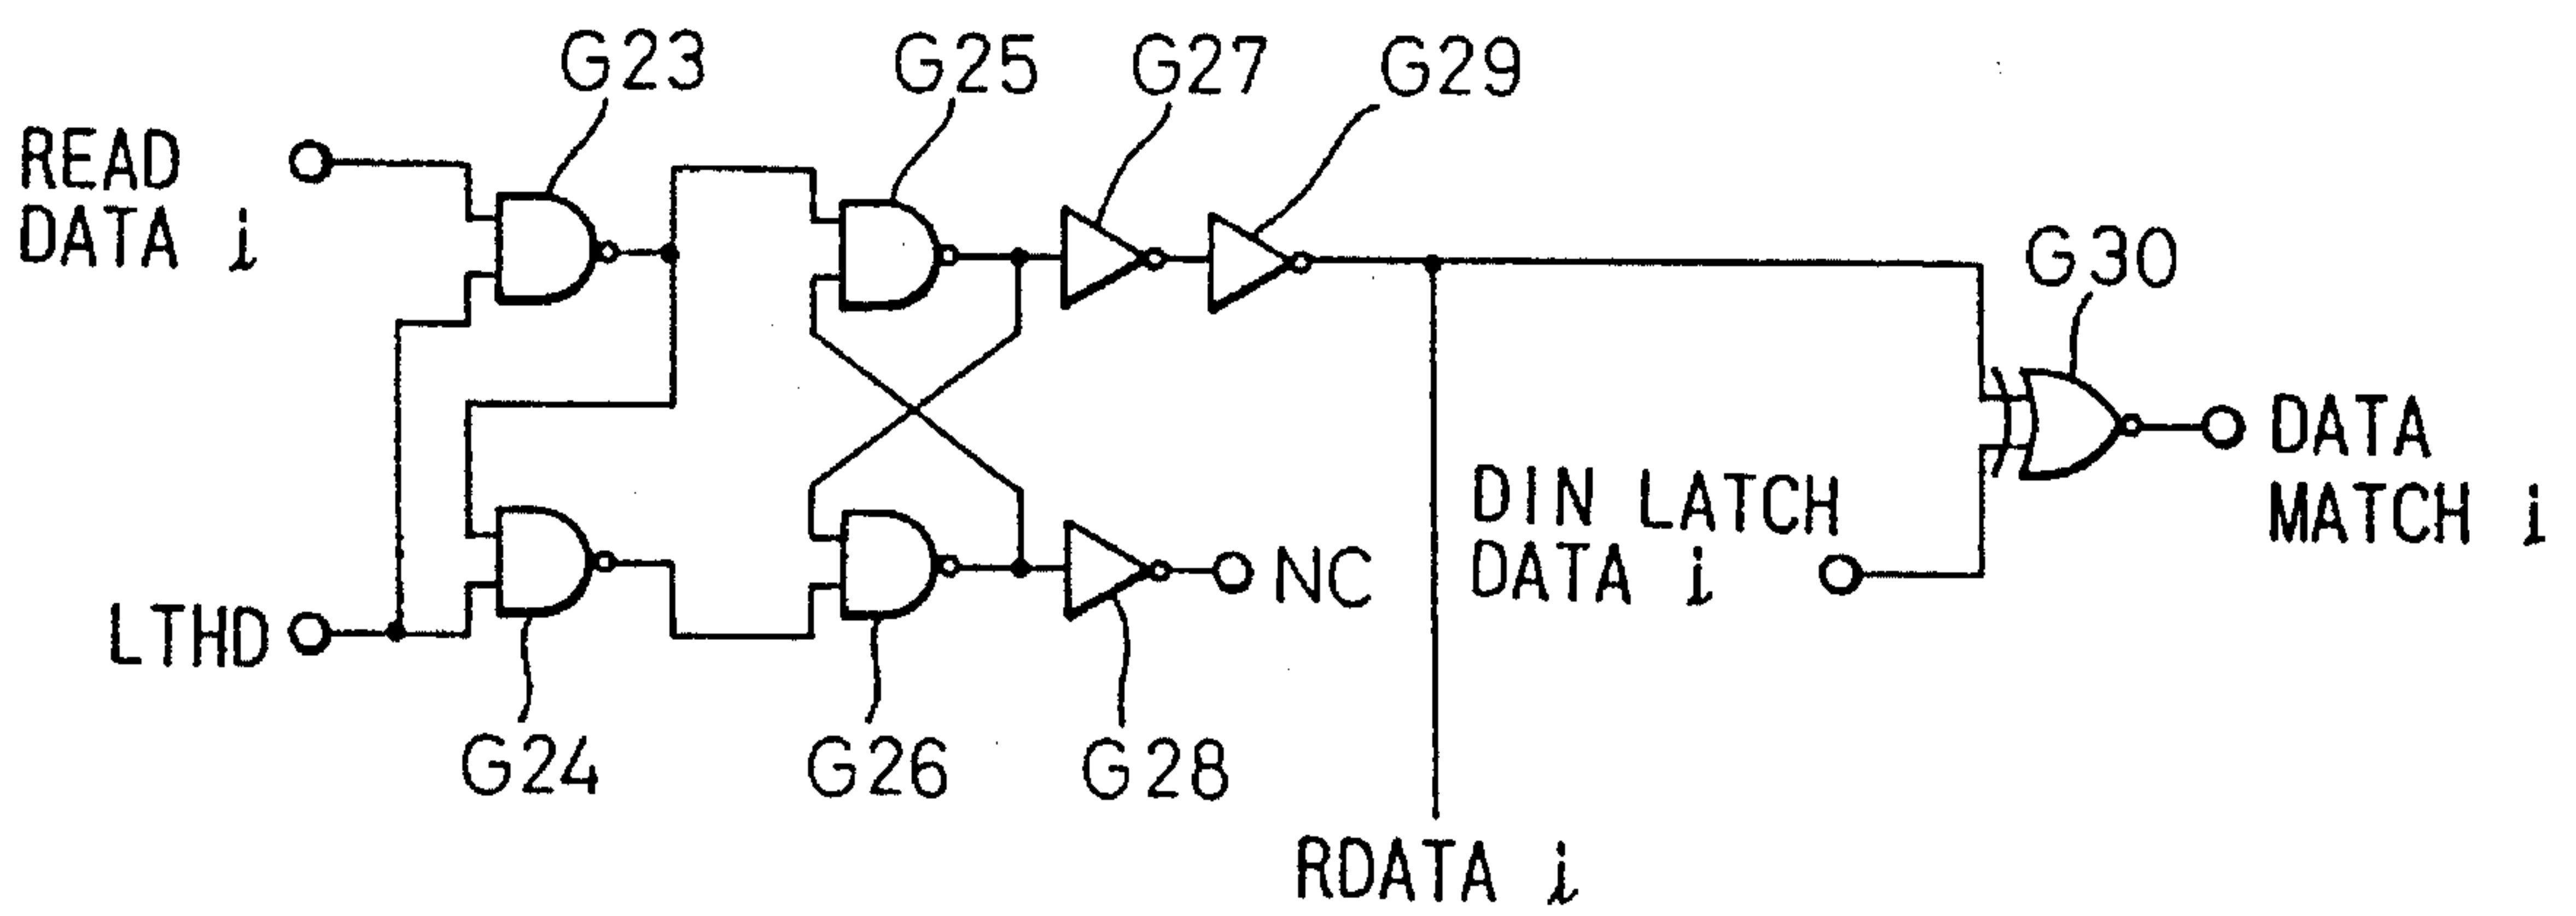 G23
G25
G27
G29
READ
DATA i
G30
DATA
MATCH i
DIN LATCH
DATA i
NC
LTHD
G24
G26
G28
RDATA i